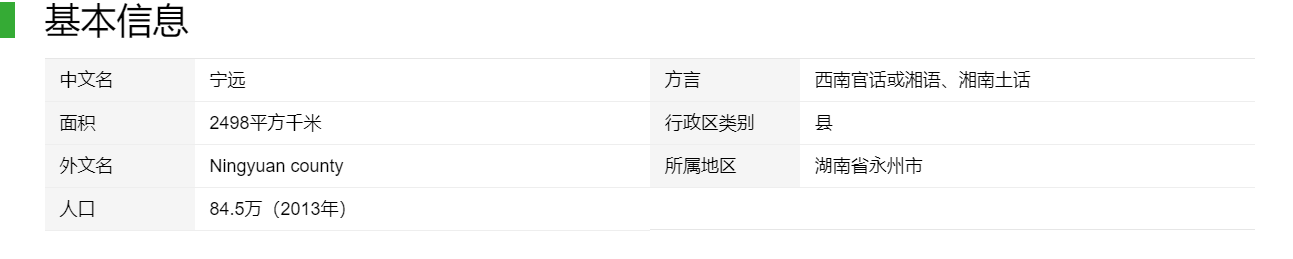 基本信息
中文名 宁远 方言 西南官话或湘语、湘南土话
面积 2498平方千米 行政区类别 县
外文名 Ningyuan county 所属地区 湖南省永州市
人口 84.5万（2013年）